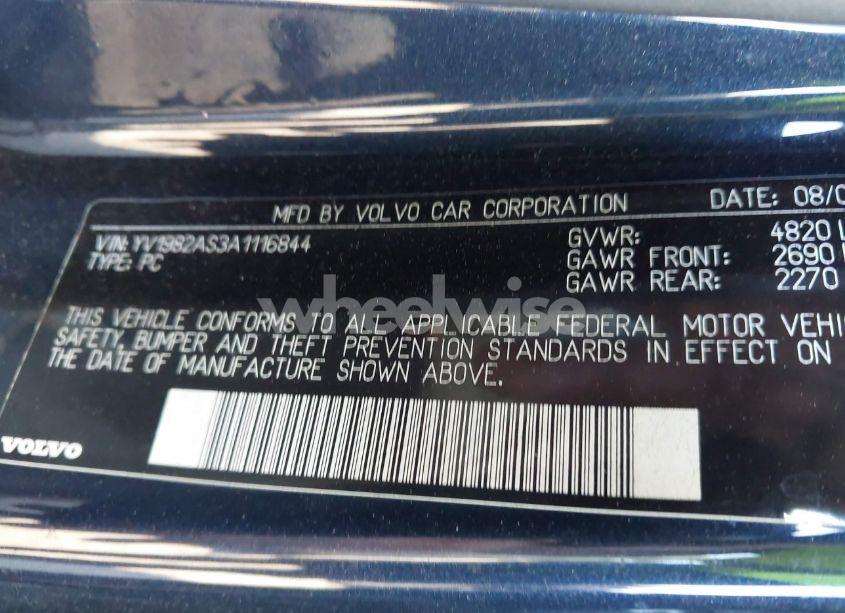 MFD BY VOLVO CAR CORPORATION DATE: 08/0
VIN: YV1982AS3A1116844 GVWR: 4820 L
TYPE: PC GAWR FRONT: 2690
GAWR REAR: 2270
wheelwise
THIS VEHICLE CONFORMS TO ALL APPLICABLE FEDERAL MOTOR VEHI
SAFETY, BUMPER AND THEFT PREVENTION STANDARDS IN EFFECT ON
THE DATE OF MANUFACTURE SHOWN ABOVE.
VOLVO